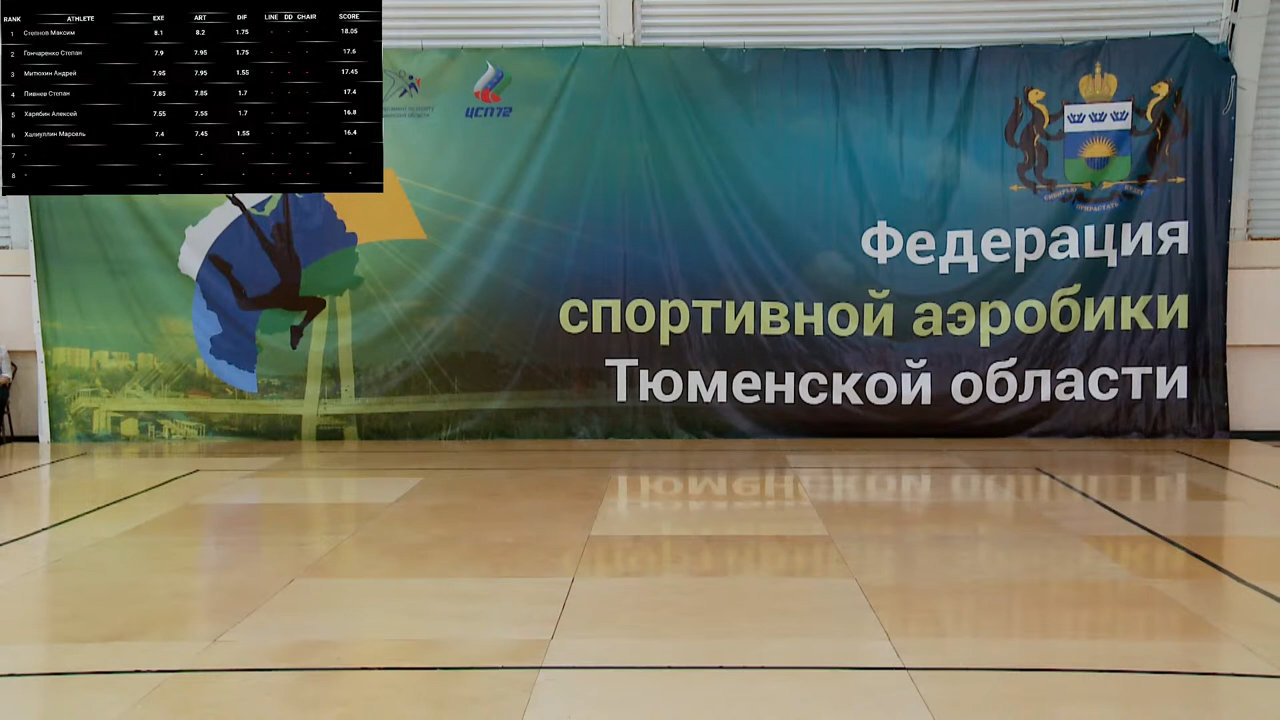 RANK ATHLETE EXE ART DIF LINE DD CHAIR SCORE
1 Степнов Максим 8.1 8.2 1.75 - - - 18.05
2 Гончаренко Степан 7.9 7.95 1.75 - - - 17.6
3 Митюхин Андрей 7.95 7.95 1.55 - - - 17.45
4 Пивнев Степан 7.85 7.85 1.7 - - - 17.4
5 Харябин Алексей 7.55 7.55 1.7 - - - 16.8
6 Халиуллин Марсель 7.4 7.45 1.55 - - - 16.4
7 - - - - - - - -
8 - - - - - - - -
ЦСП72
СИБИРЬЮ
ПРИРАСТАТЬ
Федерация
спортивной аэробики
Тюменской области